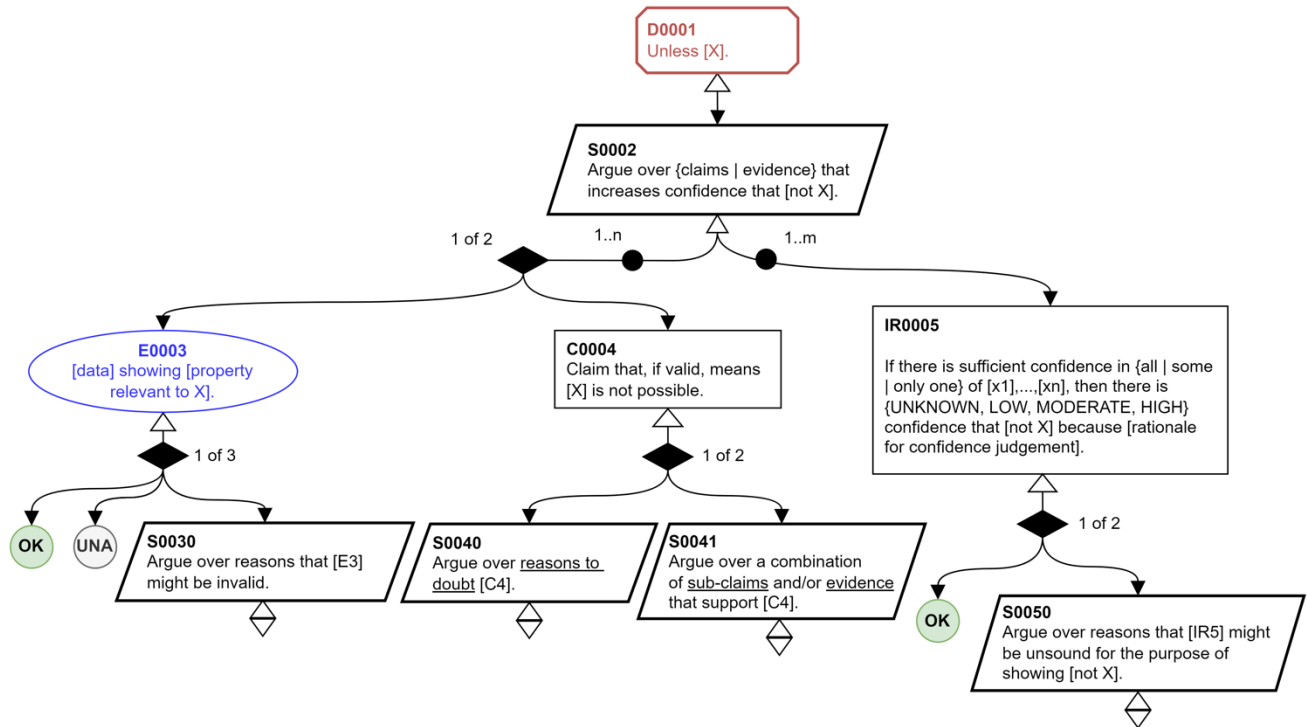 D0001
Unless [X].
S0002
Argue over {claims | evidence} that
increases confidence that [not X].
1 of 2
1..n
1..m
E0003
[data] showing [property
relevant to X].
C0004
Claim that, if valid, means
[X] is not possible.
IR0005
If there is sufficient confidence in {all | some
| only one} of [x1],...,[xn], then there is
{UNKNOWN, LOW, MODERATE, HIGH}
confidence that [not X] because [rationale
for confidence judgement].
1 of 3
1 of 2
1 of 2
OK
UNA
S0030
Argue over reasons that [E3]
might be invalid.
S0040
Argue over reasons to
doubt [C4].
S0041
Argue over a combination
of sub-claims and/or evidence
that support [C4].
OK
S0050
Argue over reasons that [IR5] might
be unsound for the purpose of
showing [not X].